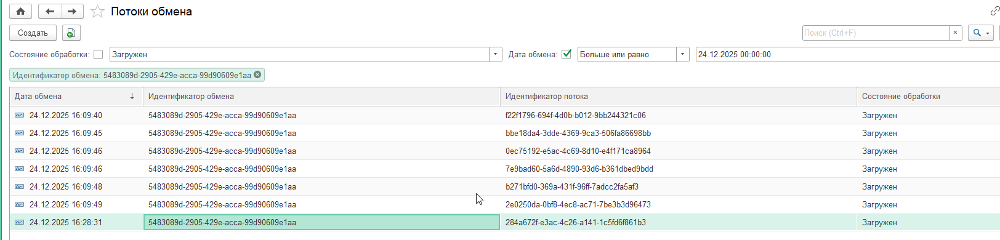 Потоки обмена
Создать
Поиск (Ctrl+F)
Состояние обработки: Загружен Дата обмена: Больше или равно 24.12.2025 00:00:00
Идентификатор обмена: 5483089d-2905-429e-acca-99d90609e1aa
Дата обмена Идентификатор обмена Идентификатор потока Состояние обработки
24.12.2025 16:09:40 5483089d-2905-429e-acca-99d90609e1aa f22f1796-694f-4d0b-b012-9bb244321c06 Загружен
24.12.2025 16:09:45 5483089d-2905-429e-acca-99d90609e1aa bbe18da4-3dde-4369-9ca3-506fa86698bb Загружен
24.12.2025 16:09:46 5483089d-2905-429e-acca-99d90609e1aa 0ec75192-e5ac-4c69-8d10-e4f171ca8964 Загружен
24.12.2025 16:09:46 5483089d-2905-429e-acca-99d90609e1aa 7e9bad60-5a6d-4890-93d6-b361dbed9bdd Загружен
24.12.2025 16:09:48 5483089d-2905-429e-acca-99d90609e1aa b271bfd0-369a-431f-96ff-7adcc2fa5af3 Загружен
24.12.2025 16:09:49 5483089d-2905-429e-acca-99d90609e1aa 2e0250da-0bf8-4ec8-ac71-7be3b3d96473 Загружен
24.12.2025 16:28:31 5483089d-2905-429e-acca-99d90609e1aa 284a672f-e3ac-4c26-a141-1c5fd6f861b3 Загружен